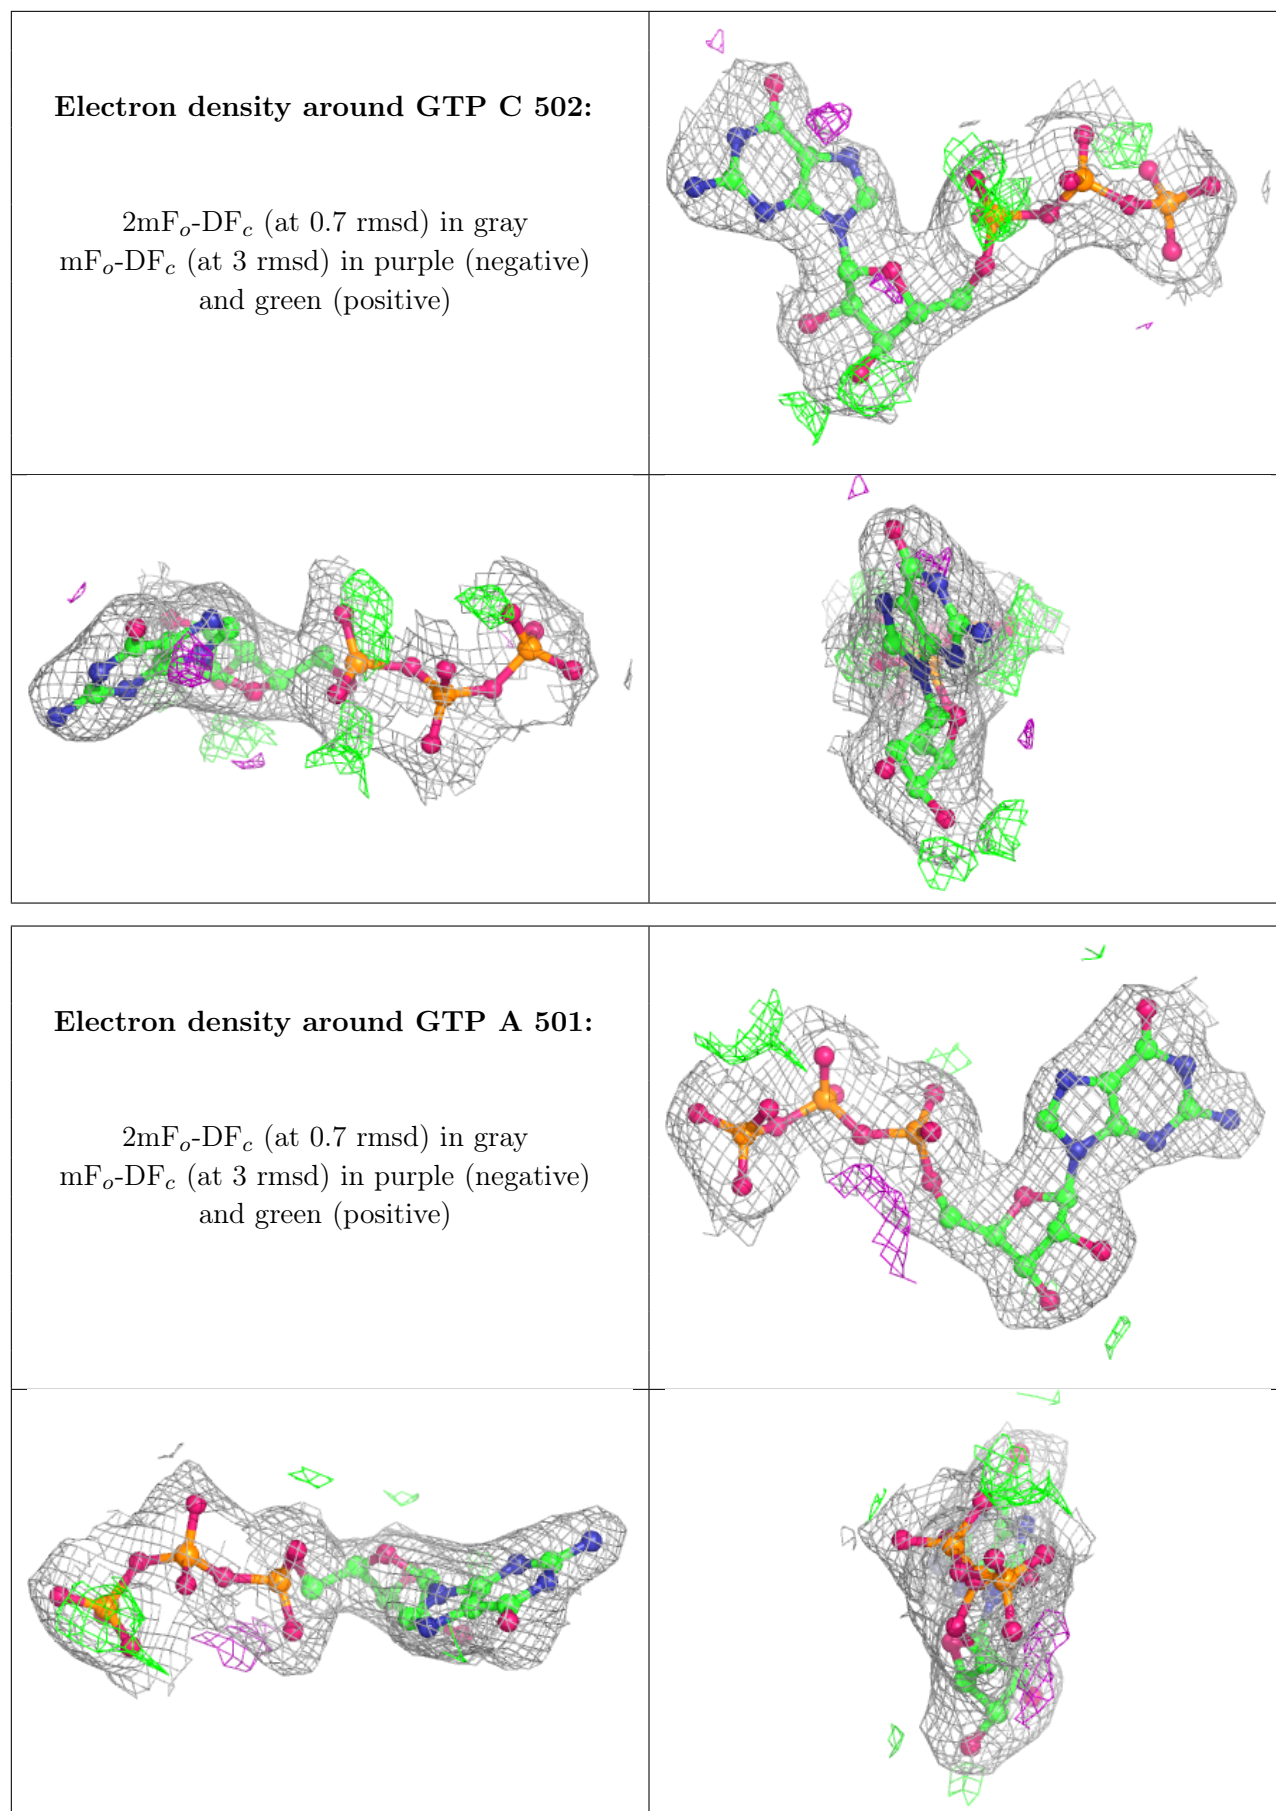 Electron density around GTP C 502:
2mFₒ-DF𝑐 (at 0.7 rmsd) in gray
mFₒ-DF𝑐 (at 3 rmsd) in purple (negative)
and green (positive)
Electron density around GTP A 501:
2mFₒ-DF𝑐 (at 0.7 rmsd) in gray
mFₒ-DF𝑐 (at 3 rmsd) in purple (negative)
and green (positive)